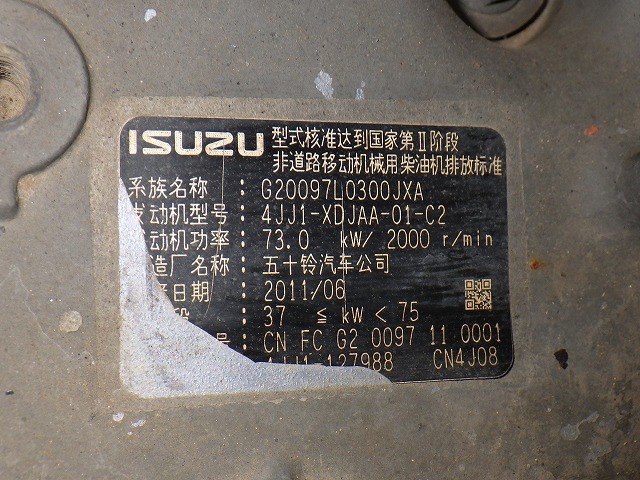 ISUZU 型式核准达到国家第Ⅱ阶段
非道路移动机械用柴油机排放标准
系族名称 : G20097L0300JXA
发动机型号: 4JJ1-XDJAA-01-C2
动机功率: 73.0 kW/ 2000 r/min
造厂名称: 五十铃汽车公司
日期 : 2011/06
段 : 37 ≦ kW < 75
号: CN FC G2 0097 11 0001
4JJ1-127988 CN4J08